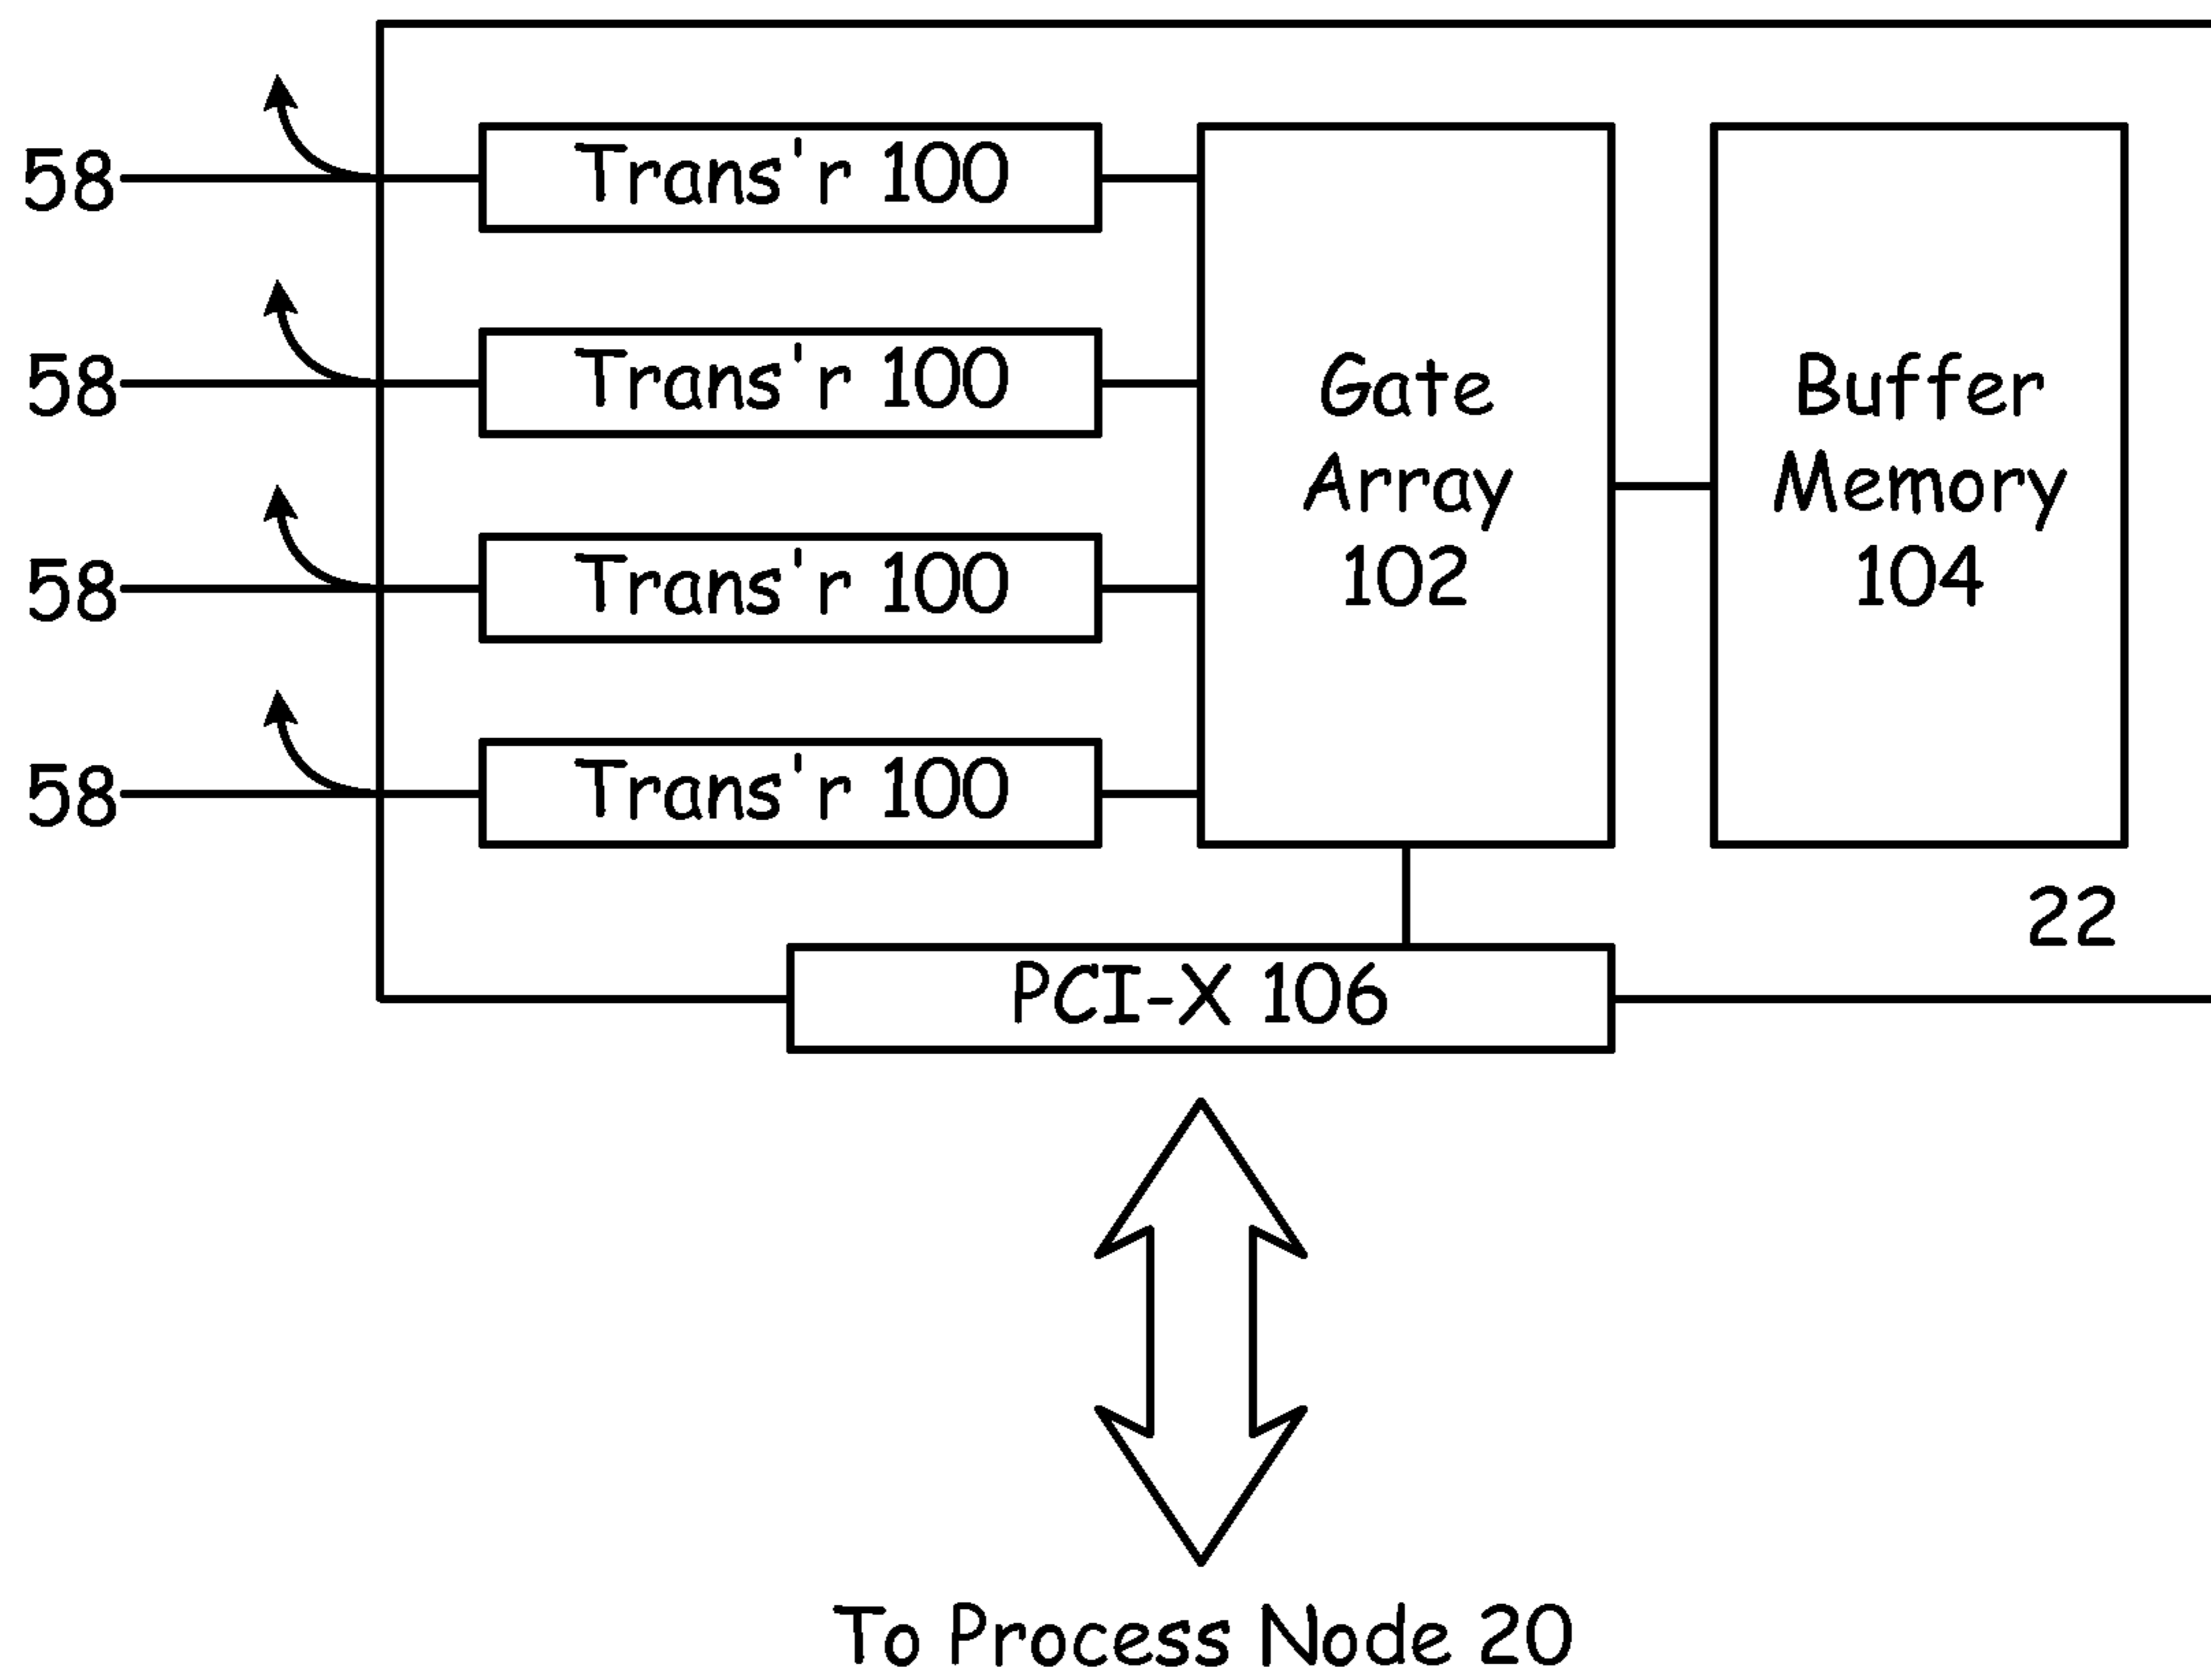 58
Trans'r 100
58
Trans'r 100
58
Trans'r 100
58
Trans'r 100
Gate
Array
102
Buffer
Memory
104
22
PCI-X 106
To Process Node 20